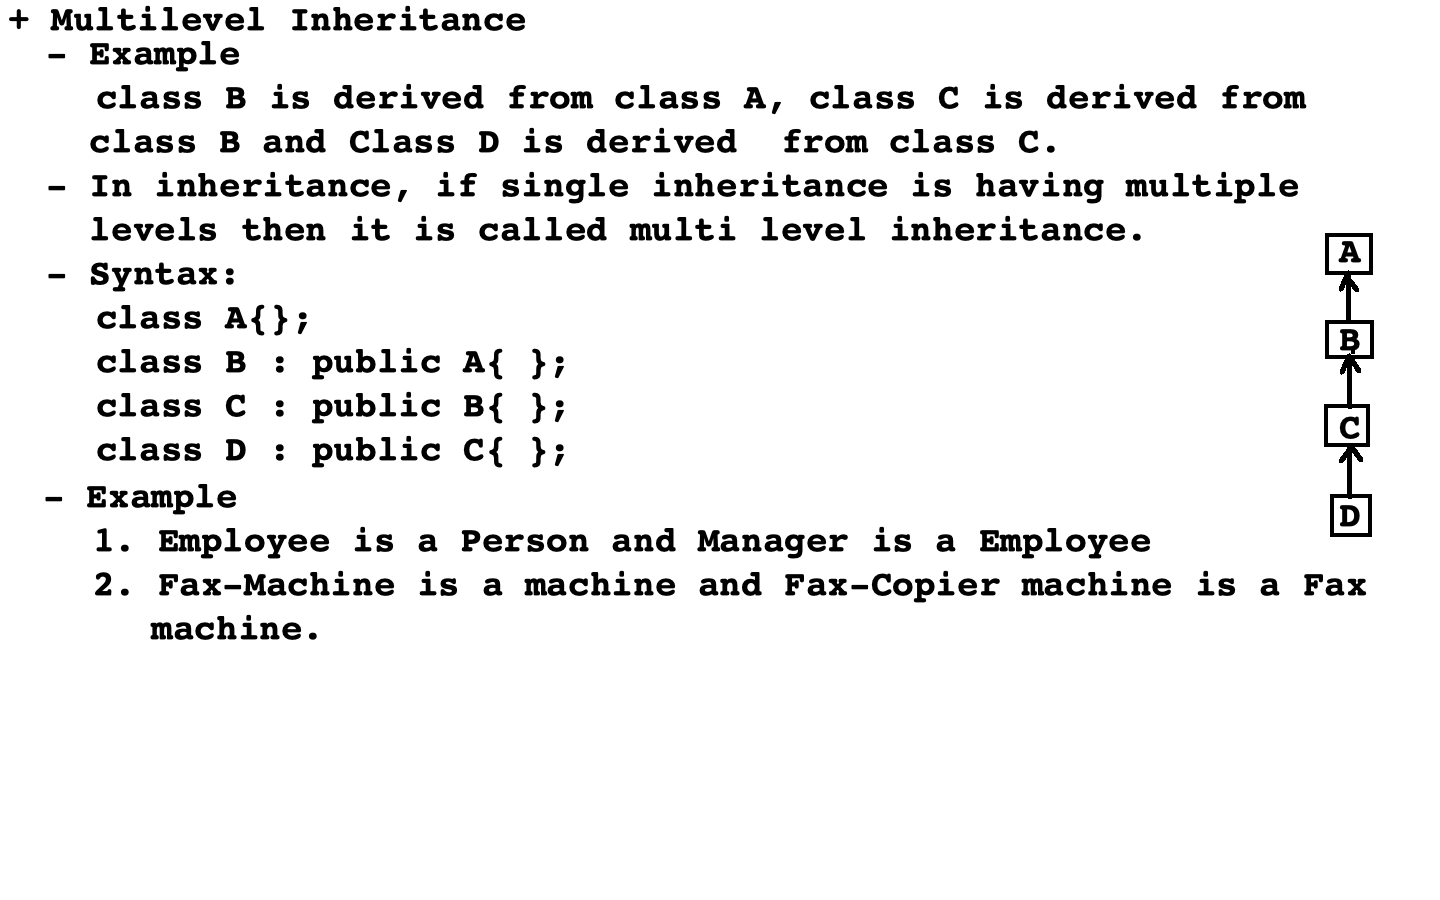 + Multilevel Inheritance
- Example
class B is derived from class A, class C is derived from
class B and Class D is derived  from class C.
- In inheritance, if single inheritance is having multiple
levels then it is called multi level inheritance.
- Syntax:
class A{};
class B : public A{ };
class C : public B{ };
class D : public C{ };
- Example
1. Employee is a Person and Manager is a Employee
2. Fax-Machine is a machine and Fax-Copier machine is a Fax
machine.
A
B
C
D